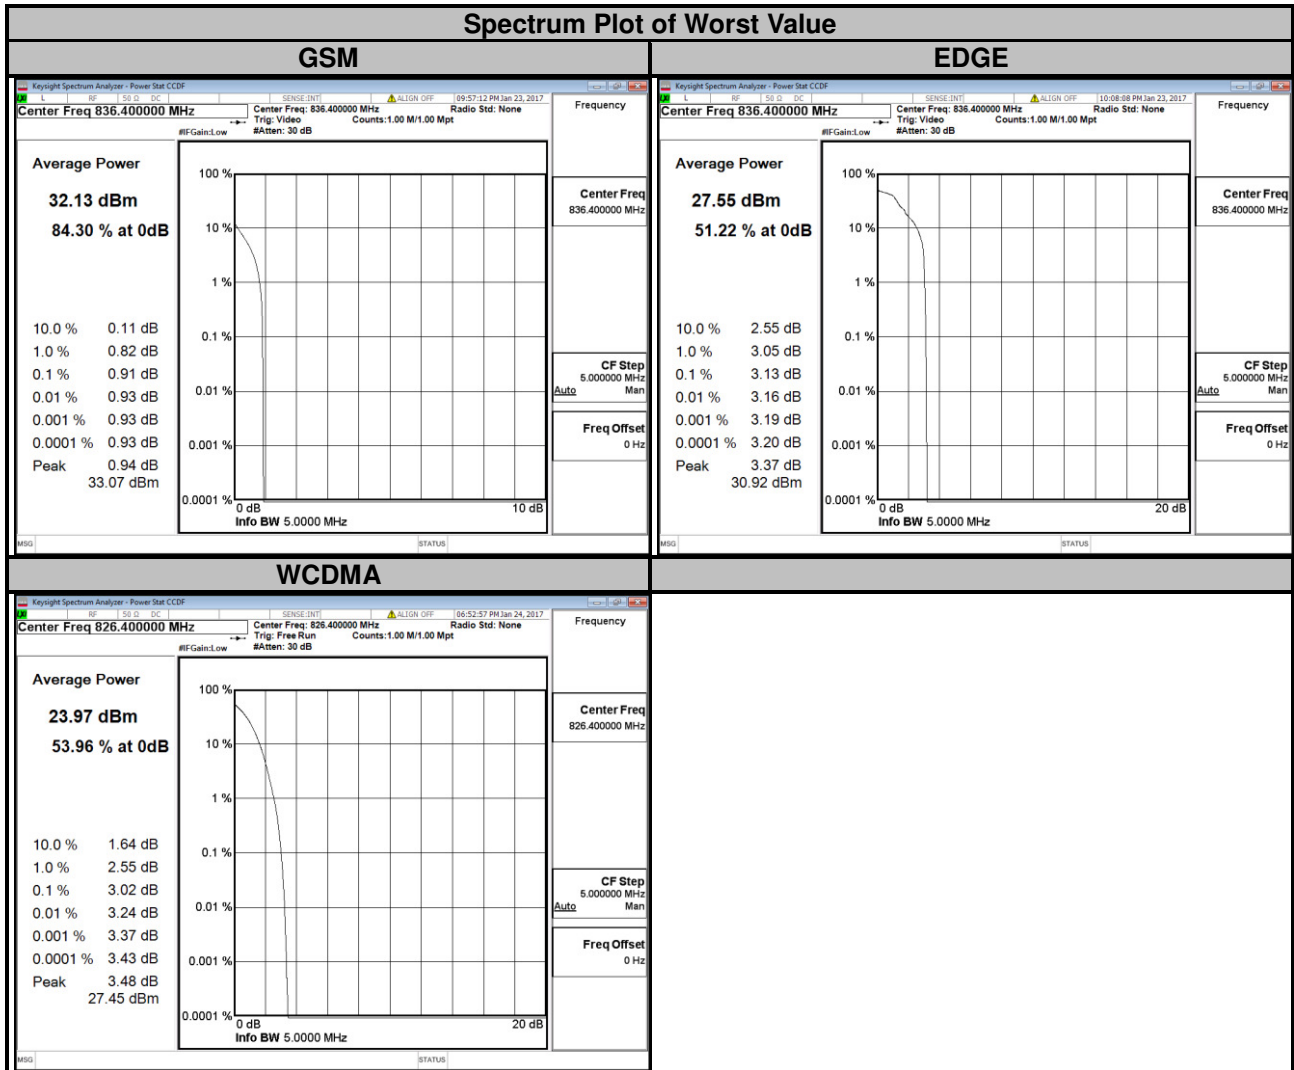 Spectrum Plot of Worst Value
GSM
EDGE
Keysight Spectrum Analyzer - Power Stat CCDF
L RF 50 Ω DC SENSE:INT ALIGN OFF 09:57:12 PM Jan 23, 2017
Center Freq 836.400000 MHz
Center Freq: 836.400000 MHz Radio Std: None
Trig: Video Counts:1.00 M/1.00 Mpt
#IFGain:Low #Atten: 30 dB
Frequency
Average Power
32.13 dBm
84.30 % at 0dB
10.0 % 0.11 dB
1.0 % 0.82 dB
0.1 % 0.91 dB
0.01 % 0.93 dB
0.001 % 0.93 dB
0.0001 % 0.93 dB
Peak 0.94 dB
33.07 dBm
100 %
10 %
1 %
0.1 %
0.01 %
0.001 %
0.0001 %
0 dB 10 dB
Info BW 5.0000 MHz
Center Freq
836.400000 MHz
CF Step
5.000000 MHz
Auto Man
Freq Offset
0 Hz
MSG STATUS
Keysight Spectrum Analyzer - Power Stat CCDF
L RF 50 Ω DC SENSE:INT ALIGN OFF 10:08:08 PM Jan 23, 2017
Center Freq 836.400000 MHz
Center Freq: 836.400000 MHz Radio Std: None
Trig: Video Counts:1.00 M/1.00 Mpt
#IFGain:Low #Atten: 30 dB
Frequency
Average Power
27.55 dBm
51.22 % at 0dB
10.0 % 2.55 dB
1.0 % 3.05 dB
0.1 % 3.13 dB
0.01 % 3.16 dB
0.001 % 3.19 dB
0.0001 % 3.20 dB
Peak 3.37 dB
30.92 dBm
100 %
10 %
1 %
0.1 %
0.01 %
0.001 %
0.0001 %
0 dB 20 dB
Info BW 5.0000 MHz
Center Freq
836.400000 MHz
CF Step
5.000000 MHz
Auto Man
Freq Offset
0 Hz
MSG STATUS
WCDMA
Keysight Spectrum Analyzer - Power Stat CCDF
RF 50 Ω DC SENSE:INT ALIGN OFF 06:52:57 PM Jan 24, 2017
Center Freq 826.400000 MHz
Center Freq: 826.400000 MHz Radio Std: None
Trig: Free Run Counts:1.00 M/1.00 Mpt
#IFGain:Low #Atten: 30 dB
Frequency
Average Power
23.97 dBm
53.96 % at 0dB
10.0 % 1.64 dB
1.0 % 2.55 dB
0.1 % 3.02 dB
0.01 % 3.24 dB
0.001 % 3.37 dB
0.0001 % 3.43 dB
Peak 3.48 dB
27.45 dBm
100 %
10 %
1 %
0.1 %
0.01 %
0.001 %
0.0001 %
0 dB 20 dB
Info BW 5.0000 MHz
Center Freq
826.400000 MHz
CF Step
5.000000 MHz
Auto Man
Freq Offset
0 Hz
MSG STATUS